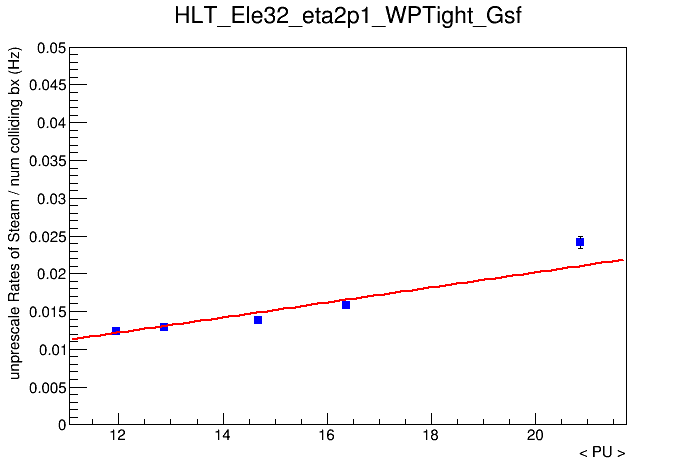 HLT_Ele32_eta2p1_WPTight_Gsf
unprescale Rates of Steam / num colliding bx (Hz)
0.05
0.045
0.04
0.035
0.03
0.025
0.02
0.015
0.01
0.005
0
12 14 16 18 20
< PU >